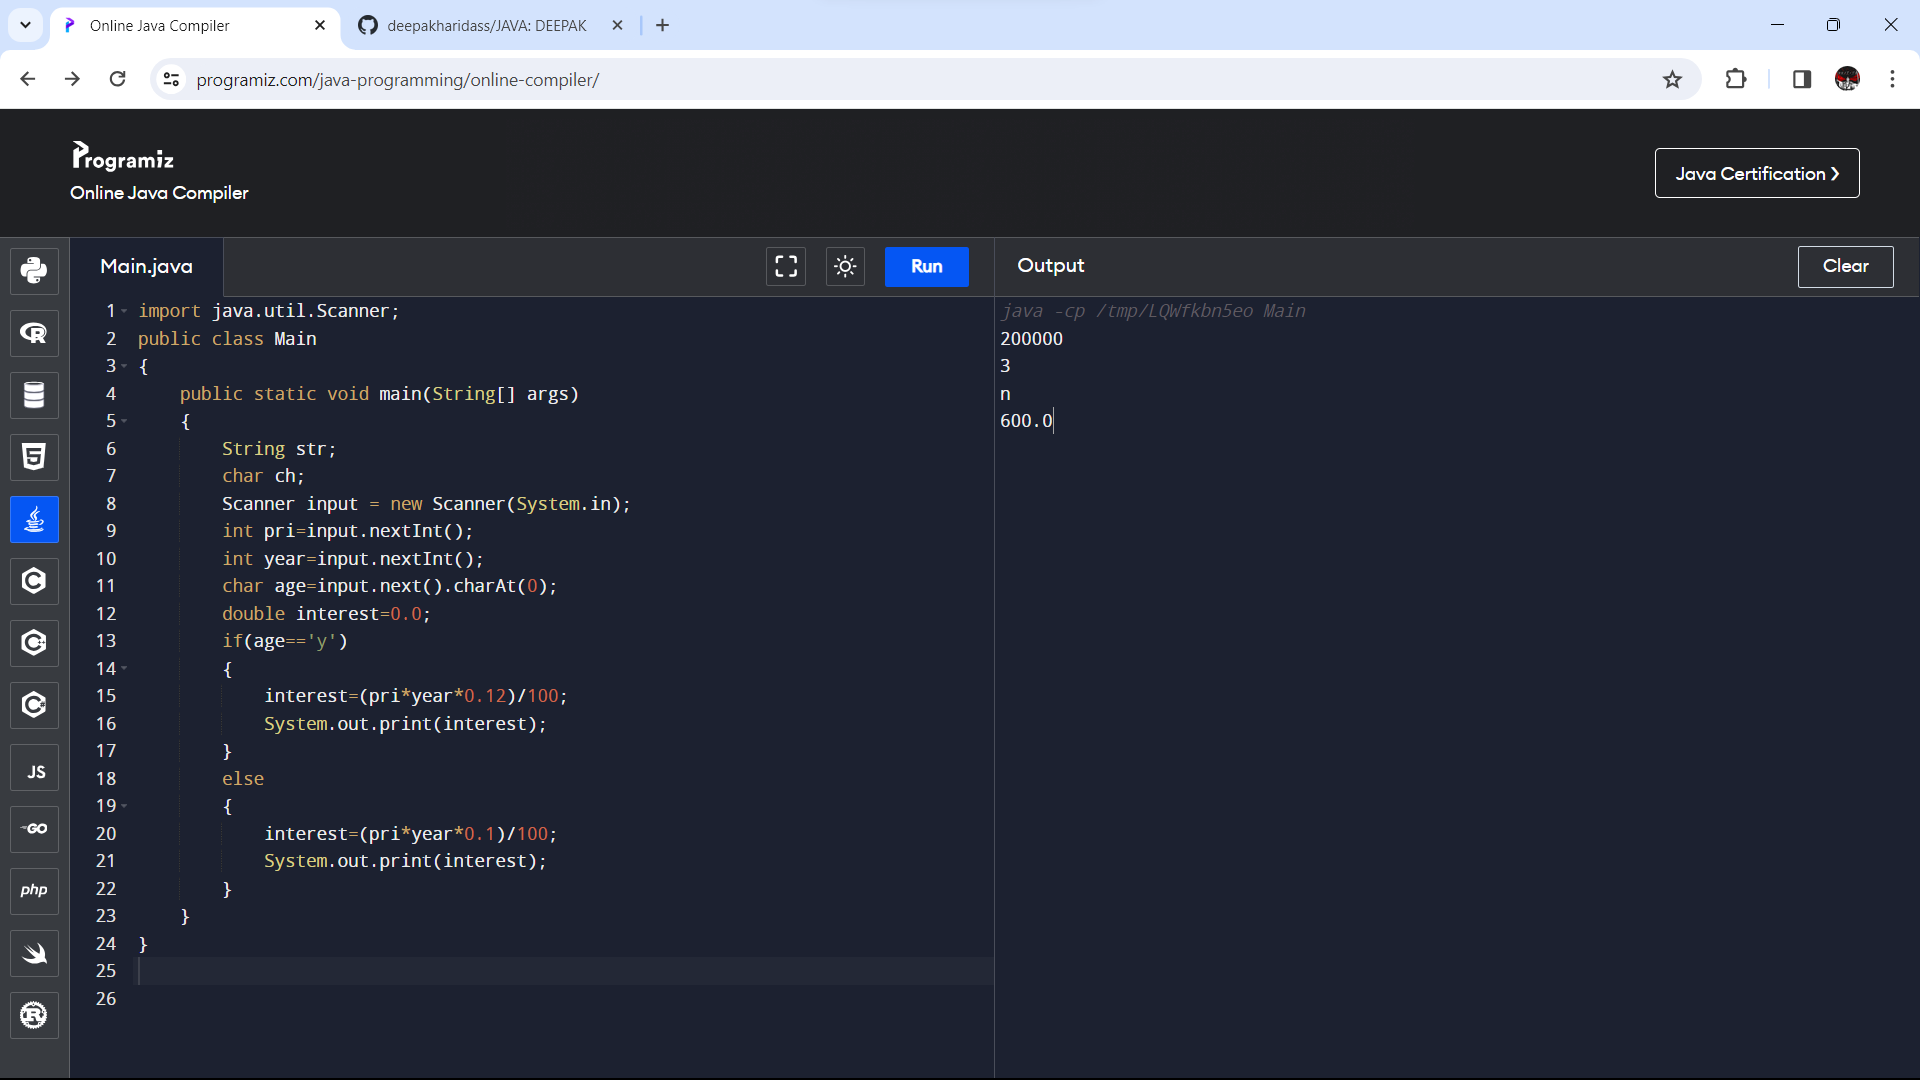 Online Java Compiler
deepakharidass/JAVA: DEEPAK
programiz.com/java-programming/online-compiler/
Programiz
Online Java Compiler
Java Certification ❯
Main.java
Run
Output
Clear
1 import java.util.Scanner;
2 public class Main
3 {
4 public static void main(String[] args)
5 {
6 String str;
7 char ch;
8 Scanner input = new Scanner(System.in);
9 int pri=input.nextInt();
10 int year=input.nextInt();
11 char age=input.next().charAt(0);
12 double interest=0.0;
13 if(age=='y')
14 {
15 interest=(pri*year*0.12)/100;
16 System.out.print(interest);
17 }
18 else
19 {
20 interest=(pri*year*0.1)/100;
21 System.out.print(interest);
22 }
23 }
24 }
25
26
java -cp /tmp/LQWfkbn5eo Main
200000
3
n
600.0
R
5
C
C
C
JS
GO
php
R